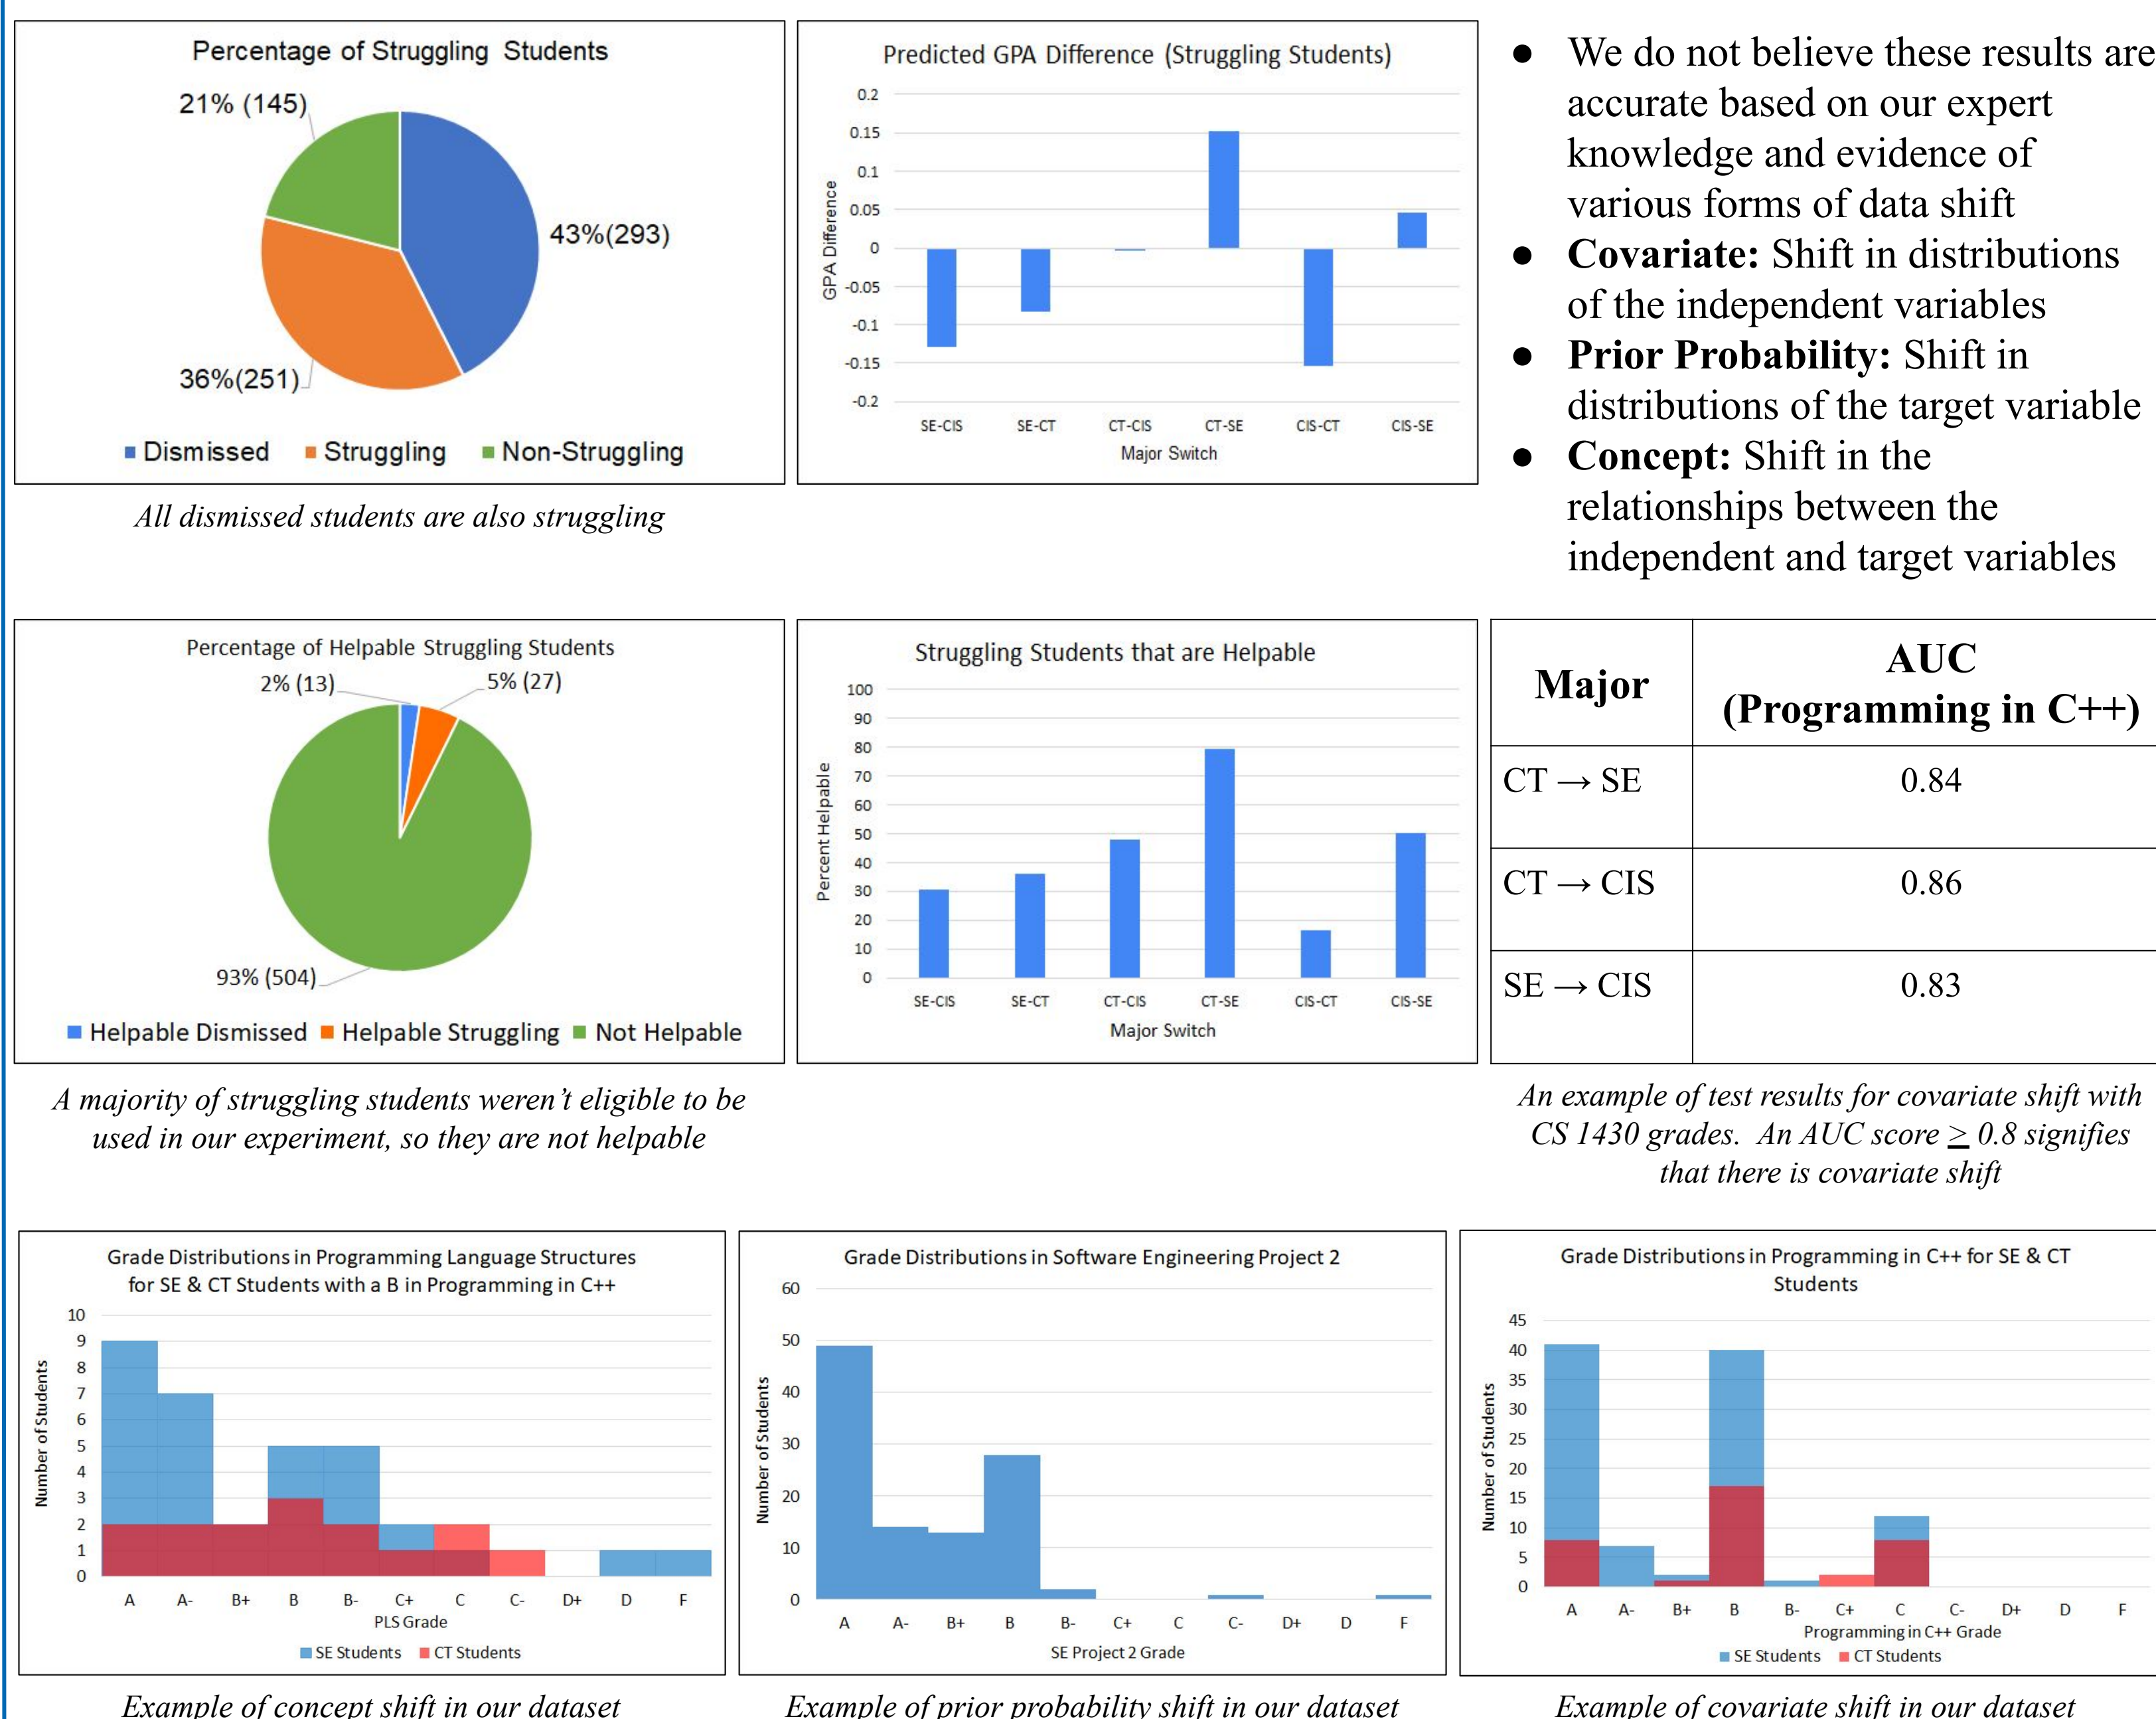 Percentage of Struggling Students
21% (145)
43%(293)
36%(251)
Dismissed Struggling Non-Struggling
All dismissed students are also struggling
Predicted GPA Difference (Struggling Students)
GPA Difference
0.2
0.15
0.1
0.05
0
-0.05
-0.1
-0.15
-0.2
SE-CIS SE-CT CT-CIS CT-SE CIS-CT CIS-SE
Major Switch
● We do not believe these results are
accurate based on our expert
knowledge and evidence of
various forms of data shift
● Covariate: Shift in distributions
of the independent variables
● Prior Probability: Shift in
distributions of the target variable
● Concept: Shift in the
relationships between the
independent and target variables
Percentage of Helpable Struggling Students
2% (13)
5% (27)
93% (504)
Helpable Dismissed Helpable Struggling Not Helpable
A majority of struggling students weren't eligible to be
used in our experiment, so they are not helpable
Struggling Students that are Helpable
Percent Helpable
100
90
80
70
60
50
40
30
20
10
0
SE-CIS SE-CT CT-CIS CT-SE CIS-CT CIS-SE
Major Switch
Major AUC
(Programming in C++)
CT → SE 0.84
CT → CIS 0.86
SE → CIS 0.83
An example of test results for covariate shift with
CS 1430 grades. An AUC score ≥ 0.8 signifies
that there is covariate shift
Grade Distributions in Programming Language Structures
for SE & CT Students with a B in Programming in C++
Number of Students
10
9
8
7
6
5
4
3
2
1
0
A A- B+ B B- C+ C C- D+ D F
PLS Grade
SE Students CT Students
Example of concept shift in our dataset
Grade Distributions in Software Engineering Project 2
Number of Students
60
50
40
30
20
10
0
A A- B+ B B- C+ C C- D+ D F
SE Project 2 Grade
Example of prior probability shift in our dataset
Grade Distributions in Programming in C++ for SE & CT
Students
Number of Students
45
40
35
30
25
20
15
10
5
0
A A- B+ B B- C+ C C- D+ D F
Programming in C++ Grade
SE Students CT Students
Example of covariate shift in our dataset